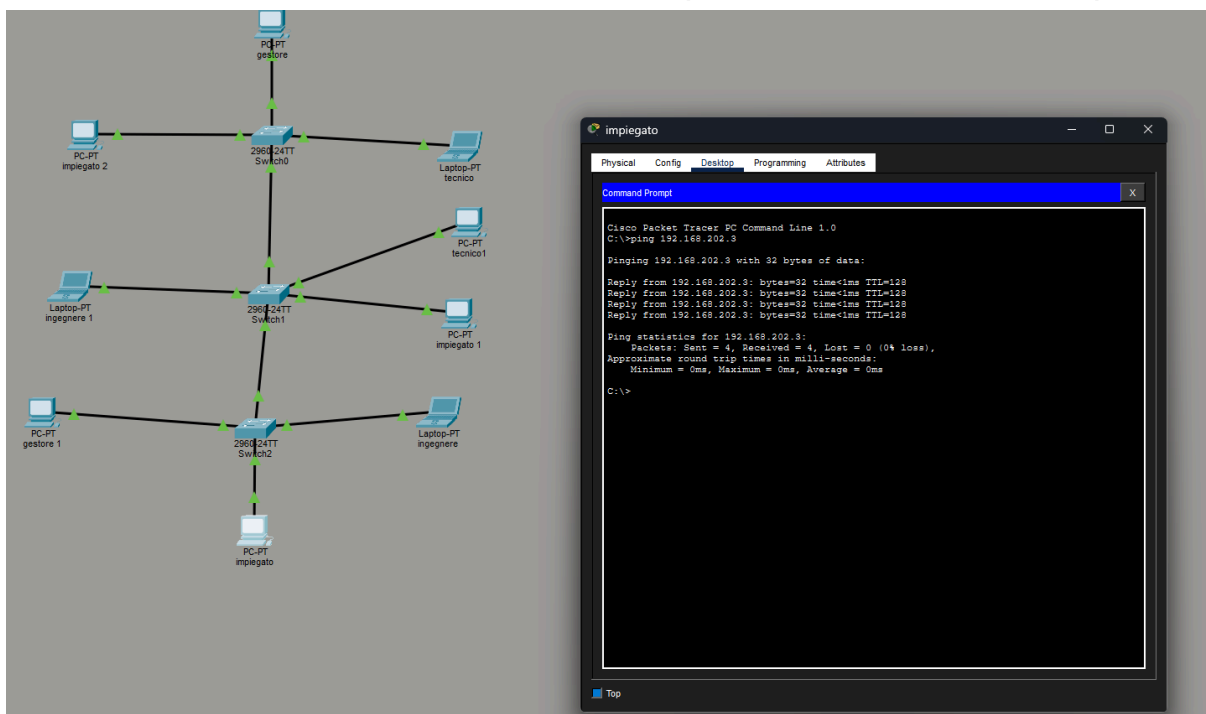 PC-PT
gestore
PC-PT
impiegato 2
2960-24TT
Switch0
Laptop-PT
tecnico
PC-PT
tecnico1
Laptop-PT
ingegnere 1
2960-24TT
Switch1
PC-PT
impiegato 1
PC-PT
gestore 1
2960-24TT
Switch2
Laptop-PT
ingegnere
PC-PT
impiegato
impiegato
Physical Config Desktop Programming Attributes
Command Prompt X
Cisco Packet Tracer PC Command Line 1.0
C:\>ping 192.168.202.3
Pinging 192.168.202.3 with 32 bytes of data:
Reply from 192.168.202.3: bytes=32 time<1ms TTL=128
Reply from 192.168.202.3: bytes=32 time<1ms TTL=128
Reply from 192.168.202.3: bytes=32 time<1ms TTL=128
Reply from 192.168.202.3: bytes=32 time<1ms TTL=128
Ping statistics for 192.168.202.3:
Packets: Sent = 4, Received = 4, Lost = 0 (0% loss),
Approximate round trip times in milli-seconds:
Minimum = 0ms, Maximum = 0ms, Average = 0ms
C:\>
Top